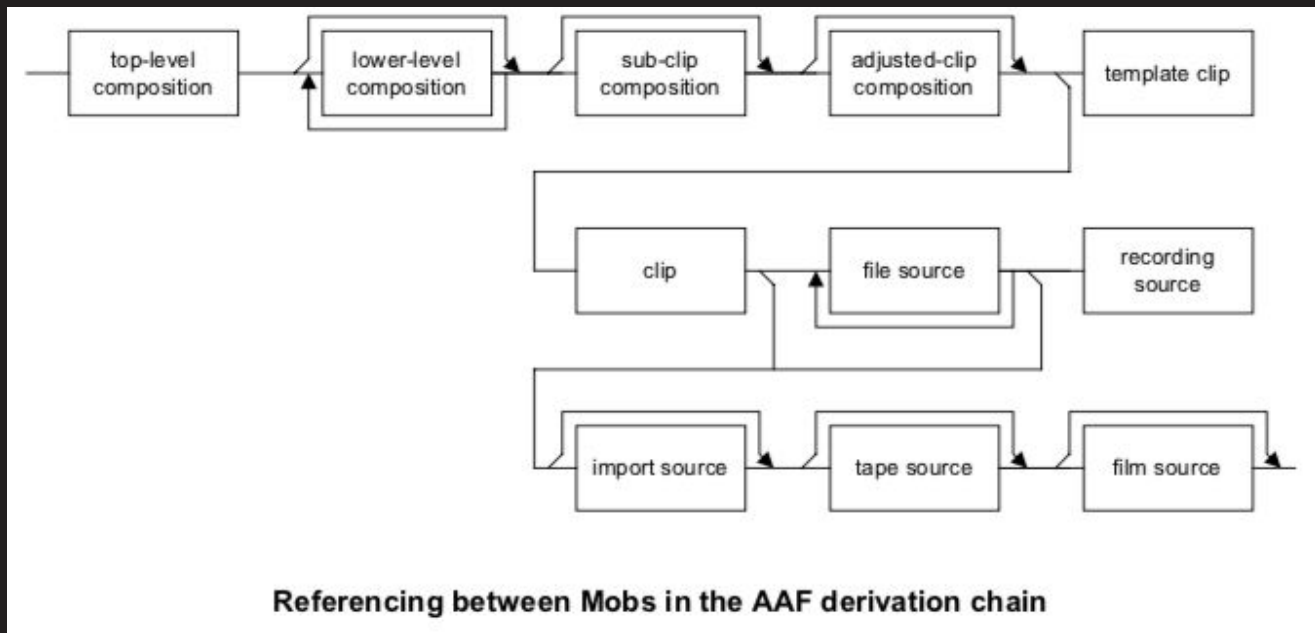 top-level
composition
lower-level
composition
sub-clip
composition
adjusted-clip
composition
template clip
clip
file source
recording
source
import source
tape source
film source
Referencing between Mobs in the AAF derivation chain